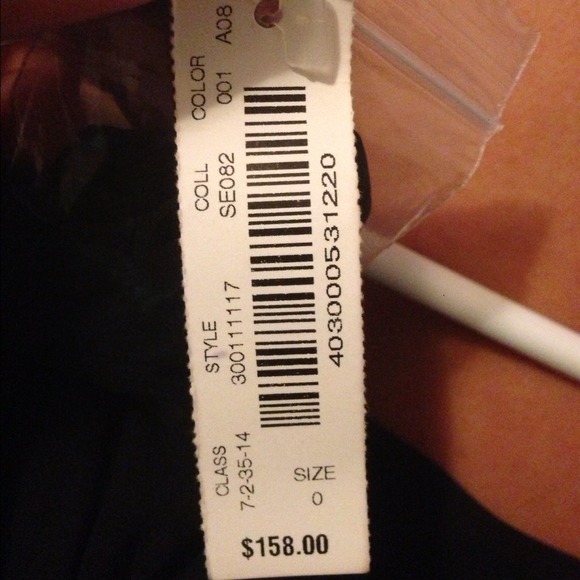 CLASS STYLE COLL COLOR
7-2-35-14 300111117 SE082 001 A08
403000531220
SIZE
0
$158.00